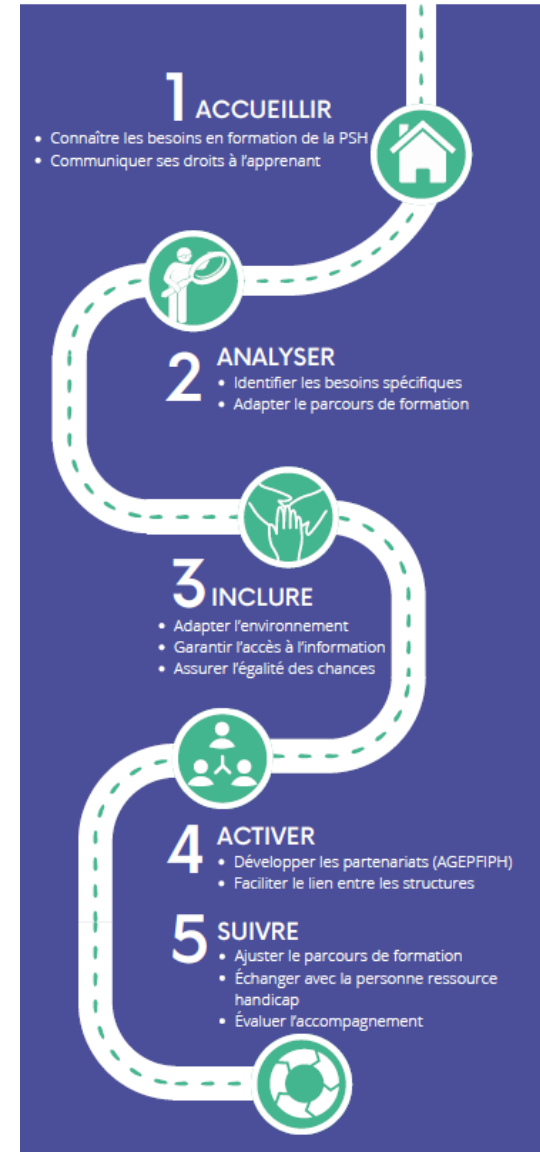 1 ACCUEILLIR
• Connaître les besoins en formation de la PSH
• Communiquer ses droits à l'apprenant
2 ANALYSER
• Identifier les besoins spécifiques
• Adapter le parcours de formation
3 INCLURE
• Adapter l'environnement
• Garantir l'accès à l'information
• Assurer l'égalité des chances
4 ACTIVER
• Développer les partenariats (AGEPFIPH)
• Faciliter le lien entre les structures
5 SUIVRE
• Ajuster le parcours de formation
• Échanger avec la personne ressource
handicap
• Évaluer l'accompagnement